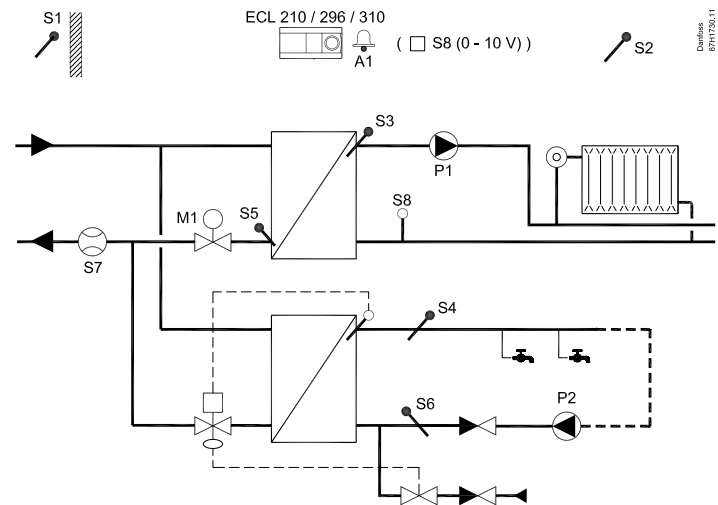 S1
ECL 210 / 296 / 310
A1
( S8 (0 - 10 V) )
S2
Danfoss
87H1730.11
S3
P1
S8
M1
S5
S7
S4
S6
P2